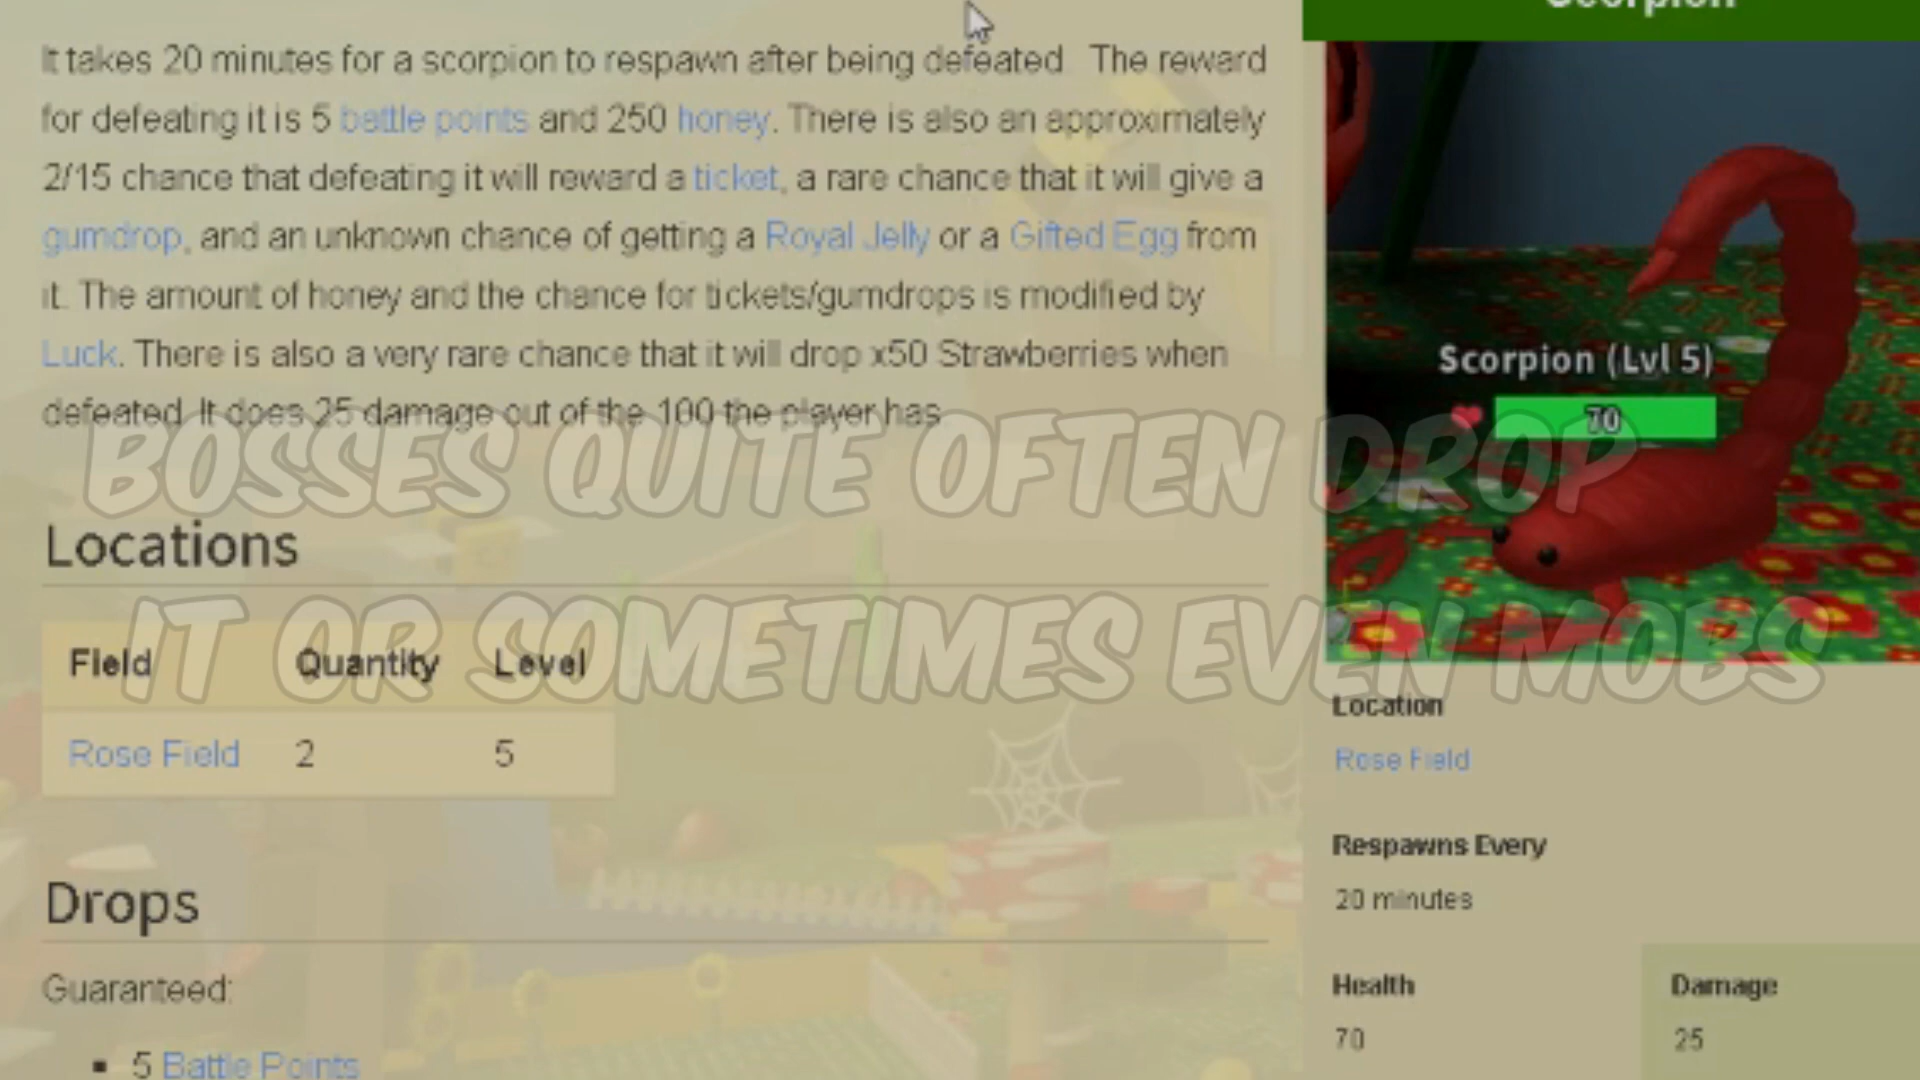 Scorpion
It takes 20 minutes for a scorpion to respawn after being defeated. The reward
for defeating it is 5 battle points and 250 honey. There is also an approximately
2/15 chance that defeating it will reward a ticket, a rare chance that it will give a
gumdrop, and an unknown chance of getting a Royal Jelly or a Gifted Egg from
it. The amount of honey and the chance for tickets/gumdrops is modified by
Luck. There is also a very rare chance that it will drop x50 Strawberries when
defeated. It does 25 damage out of the 100 the player has.
BOSSES QUITE OFTEN DROP
IT OR SOMETIMES EVEN MOBS
Locations
Field Quantity Level
Rose Field 2 5
Drops
Guaranteed:
▪ 5 Battle Points
Scorpion (Lvl 5)
70
Location
Rose Field
Respawns Every
20 minutes
Health Damage
70 25